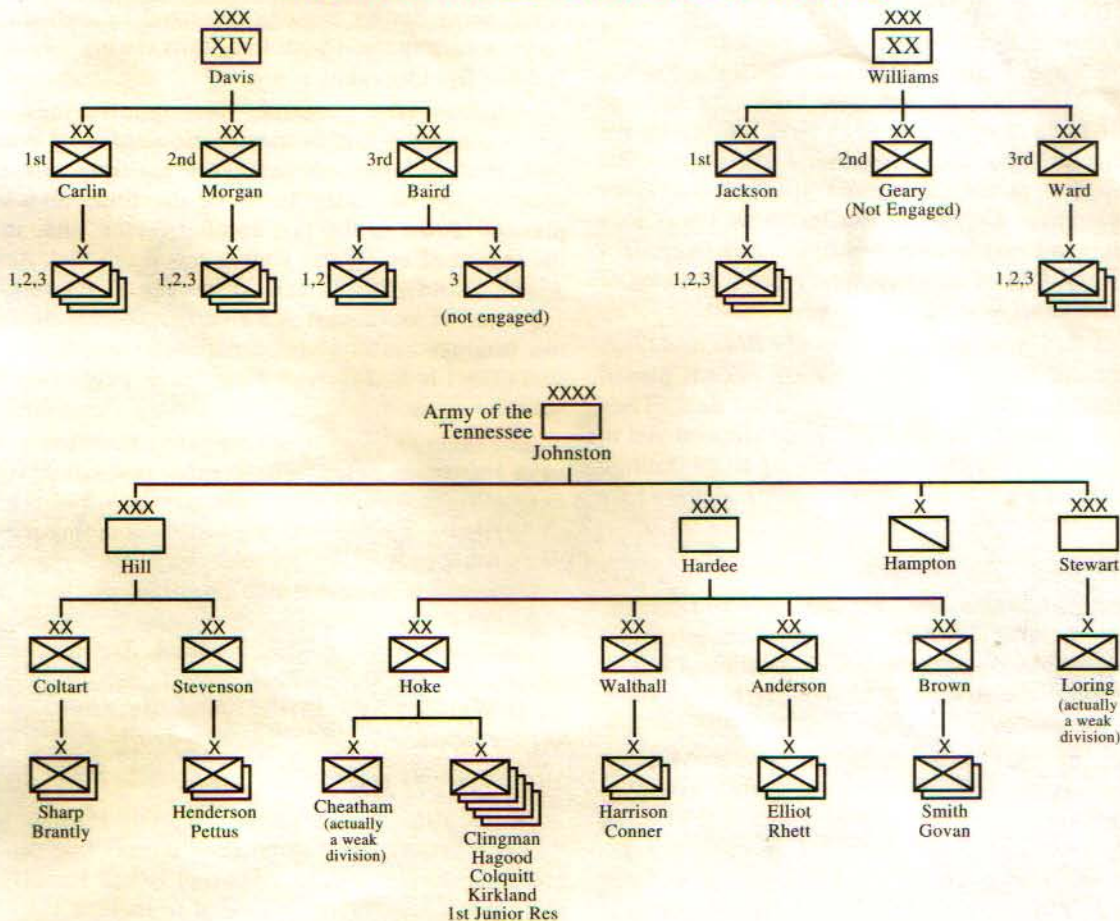 XXX
XIV
Davis
XX
1st
Carlin
XX
2nd
Morgan
XX
3rd
Baird
X
1,2,3
X
1,2,3
X
1,2
X
3
(not engaged)
XXX
XX
Williams
XX
1st
Jackson
XX
2nd
Geary
(Not Engaged)
XX
3rd
Ward
X
1,2,3
X
1,2,3
XXXX
Army of the
Tennessee
Johnston
XXX
Hill
XXX
Hardee
X
Hampton
XXX
Stewart
XX
Coltart
XX
Stevenson
XX
Hoke
XX
Walthall
XX
Anderson
XX
Brown
X
Loring
(actually
a weak
division)
X
Sharp
Brantly
X
Henderson
Pettus
X
Cheatham
(actually
a weak
division)
X
Clingman
Hagood
Colquitt
Kirkland
1st Junior Res
X
Harrison
Conner
X
Elliot
Rhett
X
Smith
Govan